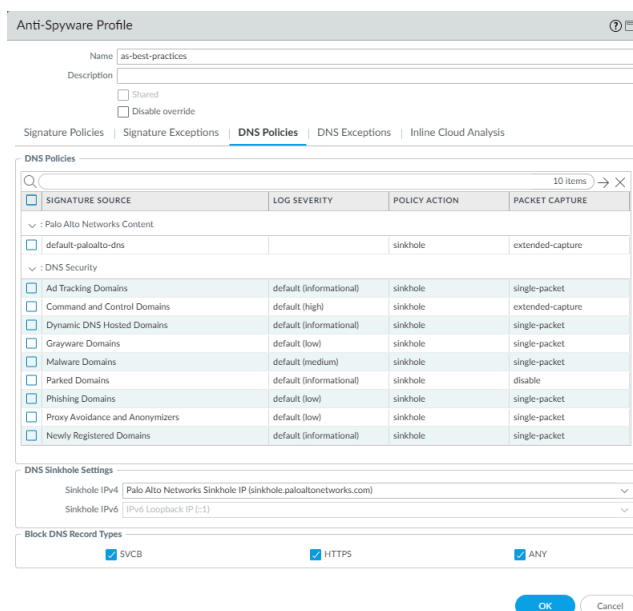 Anti-Spyware Profile
Name as-best-practices
Description
Shared
Disable override
Signature Policies | Signature Exceptions | DNS Policies | DNS Exceptions | Inline Cloud Analysis
DNS Policies
10 items
SIGNATURE SOURCE LOG SEVERITY POLICY ACTION PACKET CAPTURE
: Palo Alto Networks Content
default-paloalto-dns sinkhole extended-capture
: DNS Security
Ad Tracking Domains default (informational) sinkhole single-packet
Command and Control Domains default (high) sinkhole extended-capture
Dynamic DNS Hosted Domains default (informational) sinkhole single-packet
Grayware Domains default (low) sinkhole single-packet
Malware Domains default (medium) sinkhole single-packet
Parked Domains default (informational) sinkhole disable
Phishing Domains default (low) sinkhole single-packet
Proxy Avoidance and Anonymizers default (low) sinkhole single-packet
Newly Registered Domains default (informational) sinkhole single-packet
DNS Sinkhole Settings
Sinkhole IPv4 Palo Alto Networks Sinkhole IP (sinkhole.paloaltonetworks.com)
Sinkhole IPv6 IPv6 Loopback IP (::1)
Block DNS Record Types
SVCB HTTPS ANY
OK Cancel